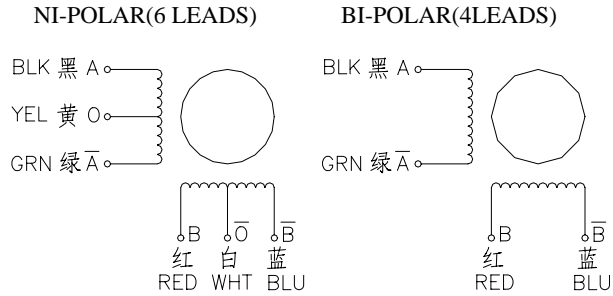 NI-POLAR(6 LEADS)
BI-POLAR(4LEADS)
BLK 黑 A
YEL 黄 O
GRN 绿 A̅
B O̅ B̅
红 白 蓝
RED WHT BLU
BLK 黑 A
GRN 绿 A̅
B B̅
红 蓝
RED BLU